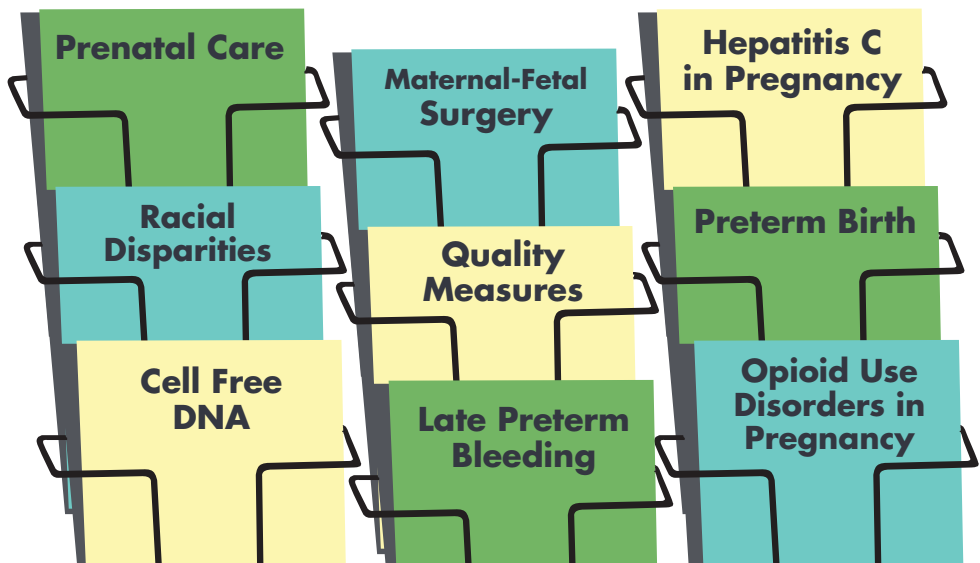 Prenatal Care
Racial
Disparities
Cell Free
DNA
Maternal-Fetal
Surgery
Quality
Measures
Late Preterm
Bleeding
Hepatitis C
in Pregnancy
Preterm Birth
Opioid Use
Disorders in
Pregnancy